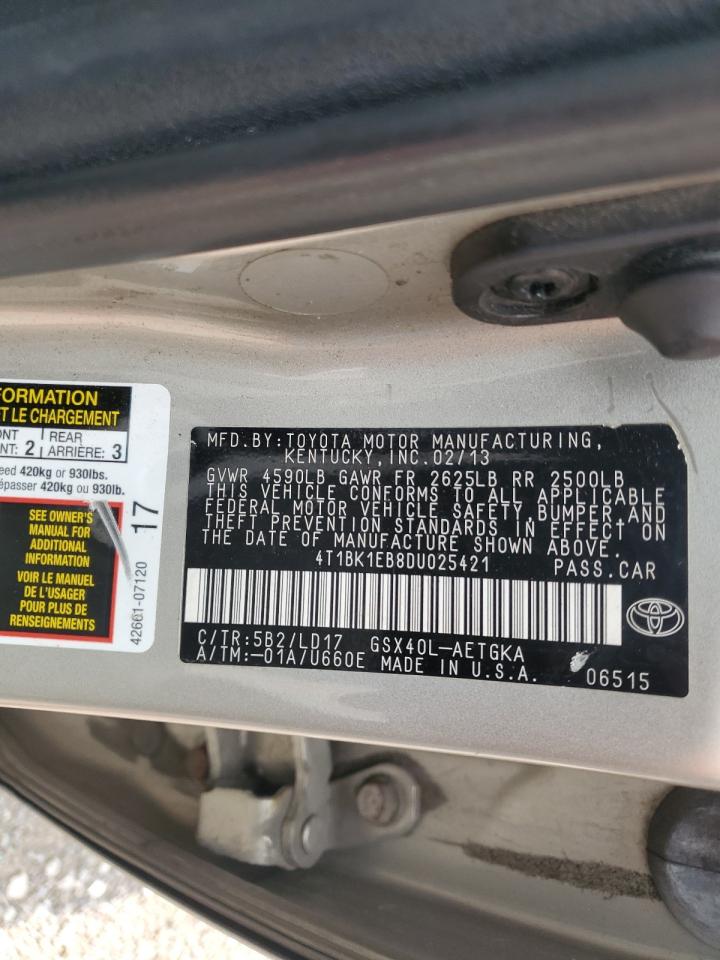 FORMATION
ET LE CHARGEMENT
2 REAR 3
ARRIÈRE:
420kg or 930lbs.
420kg ou 930lb.
SEE OWNER'S
MANUAL FOR
ADDITIONAL
INFORMATION
VOIR LE MANUEL
DE L'USAGER
POUR PLUS DE
RENSEIGNEMENTS
17
42661-07120
MFD.BY:TOYOTA MOTOR MANUFACTURING,
KENTUCKY,INC.02/13
GVWR 4590LB GAWR FR 2625LB RR 2500LB
THIS VEHICLE CONFORMS TO ALL APPLICABLE
FEDERAL MOTOR VEHICLE SAFETY,BUMPER,AND
THEFT PREVENTION STANDARDS IN EFFECT ON
THE DATE OF MANUFACTURE SHOWN ABOVE.
4T1BK1EB8DU025421 PASS.CAR
C/TR:5B2/LD17 GSX40L-AETGKA
A/TM:-01A/U660E MADE IN U.S.A.
06515